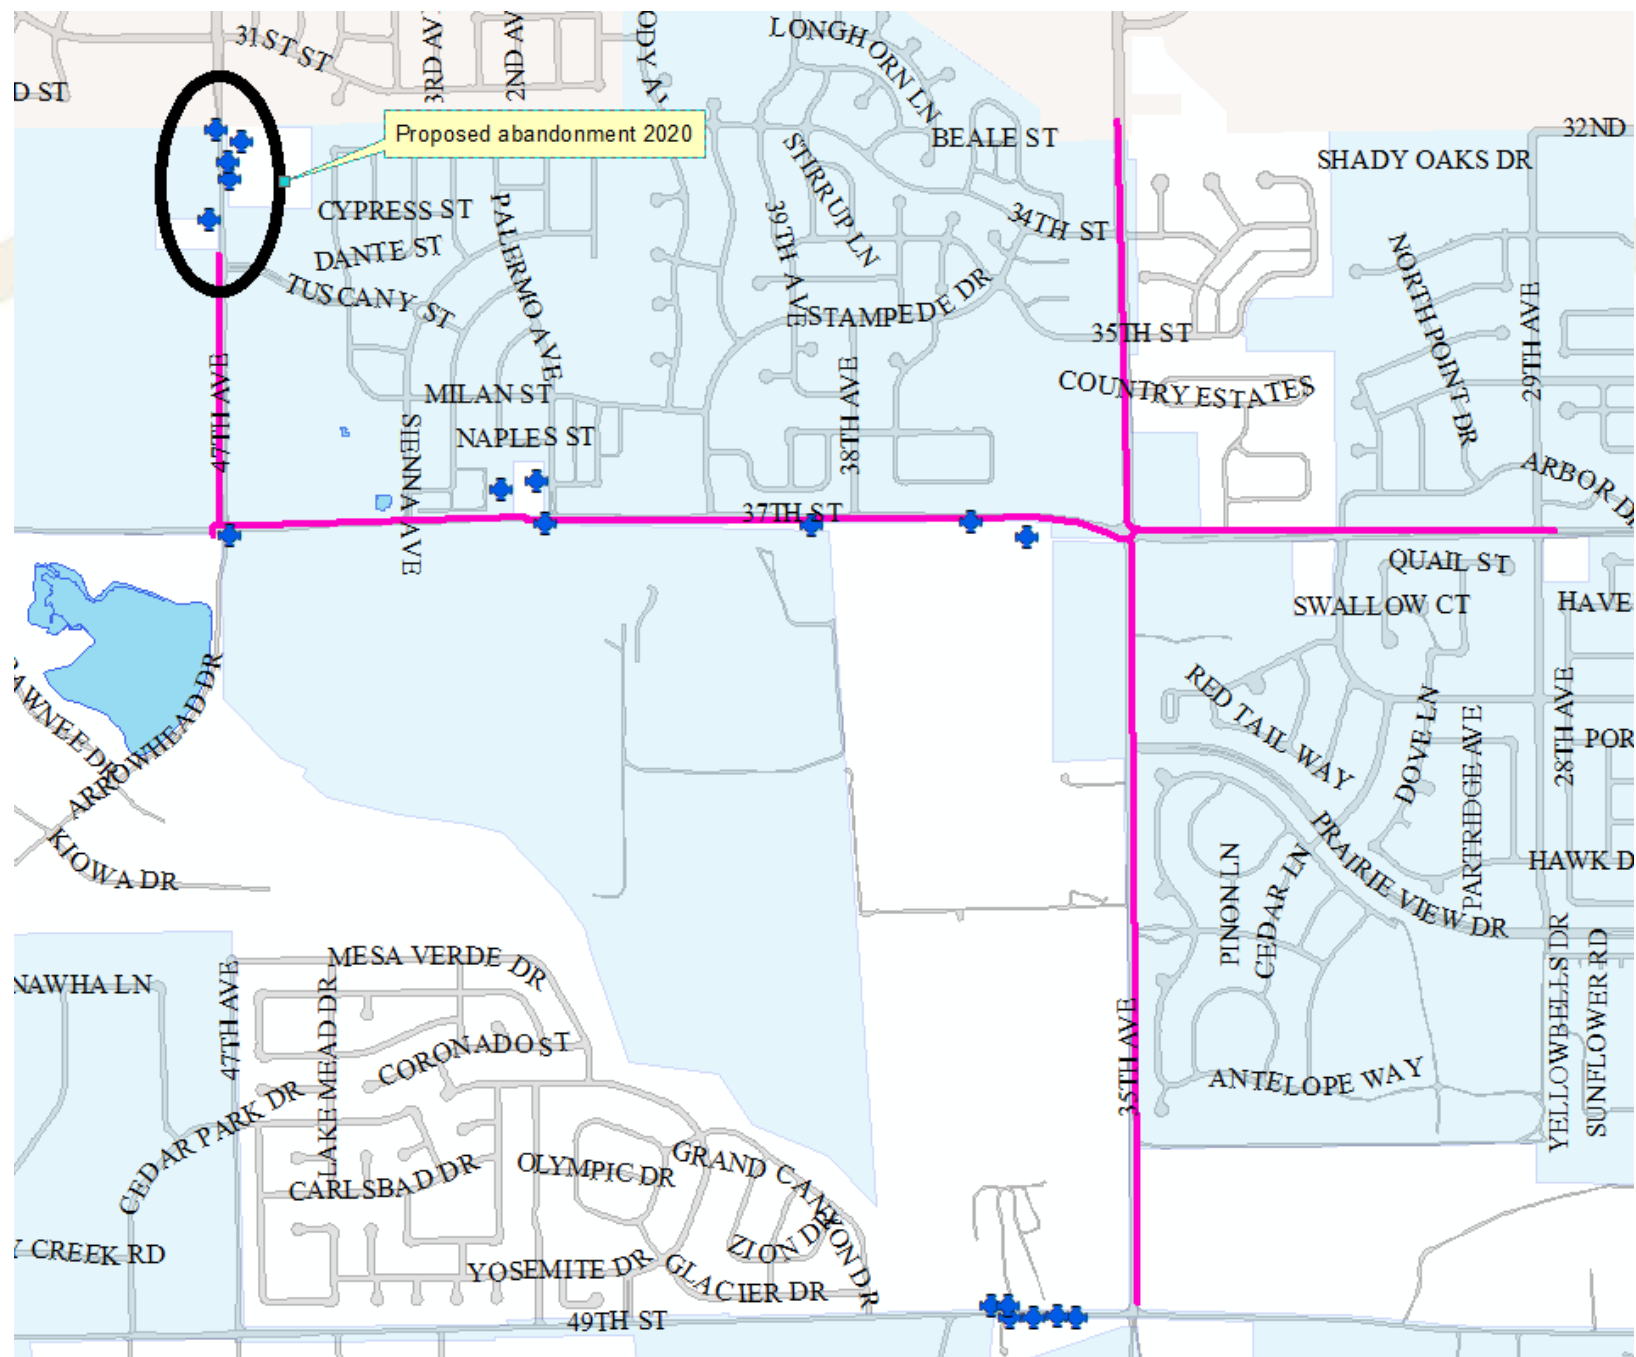 31ST ST
3RD AV
2ND AV
ODY A
LONGHORN LN
D ST
Proposed abandonment 2020
BEALE ST
32ND
SHADY OAKS DR
STIRRUP LN
CYPRESS ST
PALERMO AVE
39TH AVE
34TH ST
DANTE ST
NORTH POINT DR
TUSCANY ST
STAMPEDE DR
29TH AVE
35TH ST
47TH AVE
MILAN ST
38TH AVE
COUNTRY ESTATES
SIENNA AVE
NAPLES ST
ARBOR D
37TH ST
QUAIL ST
SWALLOW CT
HAVE
AWNEE DR
ARROWHEAD DR
RED TAIL WAY
DOVE LN
PARTRIDGE AVE
28TH AVE
POR
KIOWA DR
PINON LN
CEDAR LN
PRAIRIE VIEW DR
HAWK D
MESA VERDE DR
NAWHA LN
47TH AVE
LAKE MEAD DR
CORONADO ST
35TH AVE
YELLOWBELLS DR
SUNFLOWER RD
ANTELOPE WAY
CEDAR PARK DR
CARLSBAD DR
OLYMPIC DR
GRAND CANYON DR
Y CREEK RD
YOSEMITE DR
ZION DR
GLACIER DR
49TH ST